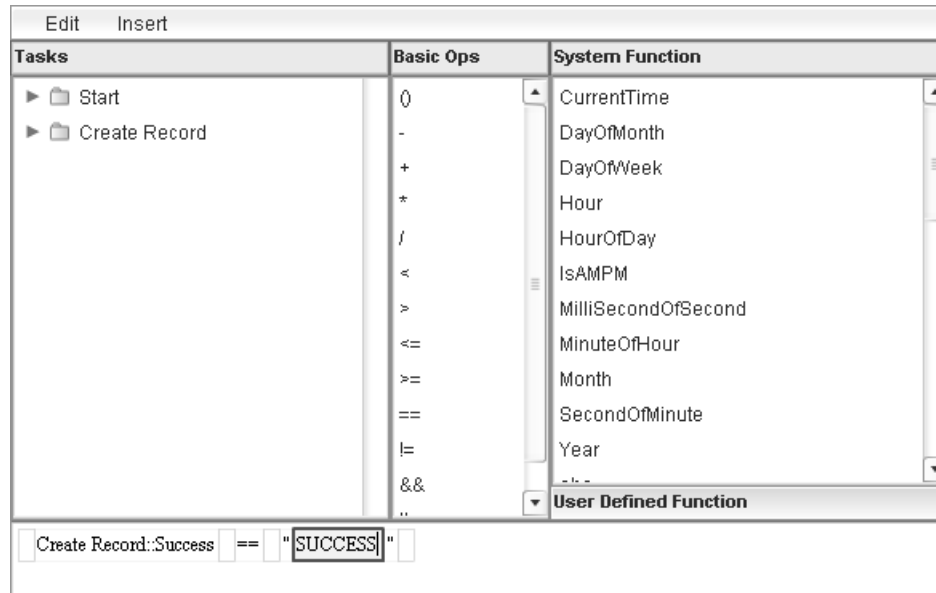 Edit Insert
Tasks
Start
Create Record
Basic Ops
()
-
+
*
/
<
>
<=
>=
==
!=
&&
System Function
CurrentTime
DayOfMonth
DayOfWeek
Hour
HourOfDay
IsAMPM
MilliSecondOfSecond
MinuteOfHour
Month
SecondOfMinute
Year
User Defined Function
Create Record::Success == "SUCCESS"